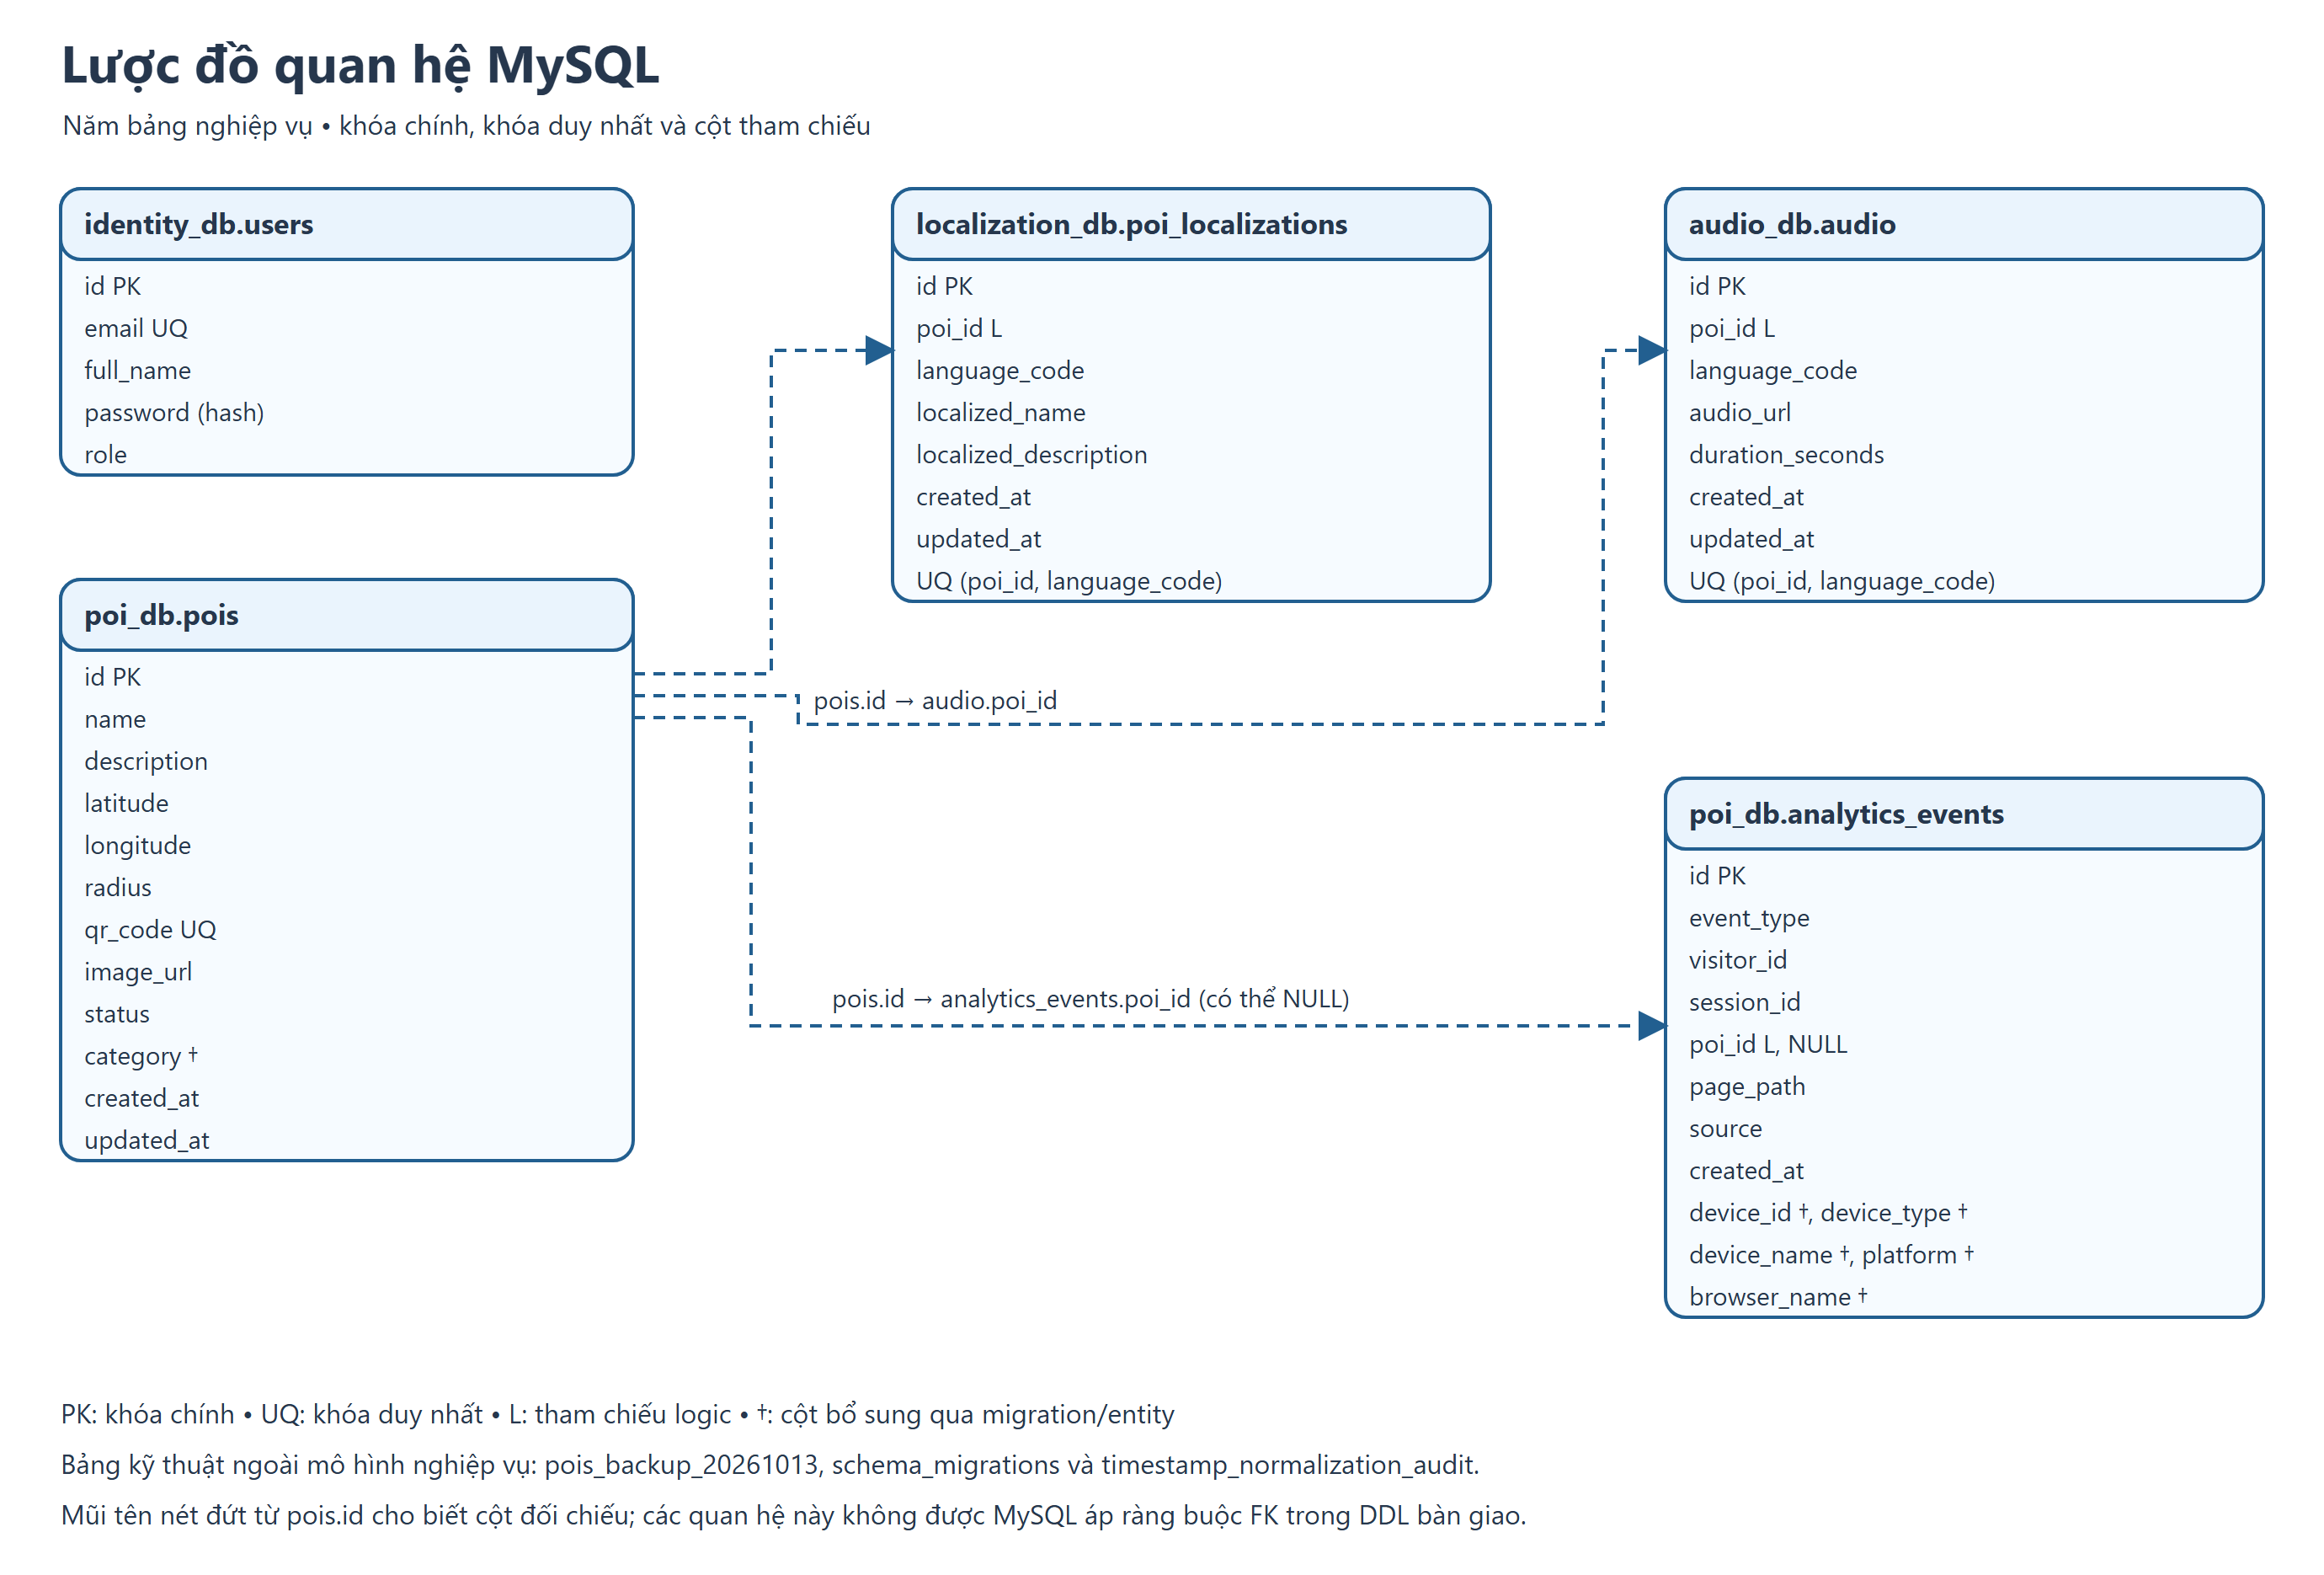 Lược đồ quan hệ MySQL
Năm bảng nghiệp vụ • khóa chính, khóa duy nhất và cột tham chiếu
identity_db.users
id PK
email UQ
full_name
password (hash)
role
localization_db.poi_localizations
id PK
poi_id L
language_code
localized_name
localized_description
created_at
updated_at
UQ (poi_id, language_code)
audio_db.audio
id PK
poi_id L
language_code
audio_url
duration_seconds
created_at
updated_at
UQ (poi_id, language_code)
poi_db.pois
id PK
name
description
latitude
longitude
radius
qr_code UQ
image_url
status
category †
created_at
updated_at
pois.id → audio.poi_id
pois.id → analytics_events.poi_id (có thể NULL)
poi_db.analytics_events
id PK
event_type
visitor_id
session_id
poi_id L, NULL
page_path
source
created_at
device_id †, device_type †
device_name †, platform †
browser_name †
PK: khóa chính • UQ: khóa duy nhất • L: tham chiếu logic • †: cột bổ sung qua migration/entity
Bảng kỹ thuật ngoài mô hình nghiệp vụ: pois_backup_20261013, schema_migrations và timestamp_normalization_audit.
Mũi tên nét đứt từ pois.id cho biết cột đối chiếu; các quan hệ này không được MySQL áp ràng buộc FK trong DDL bàn giao.